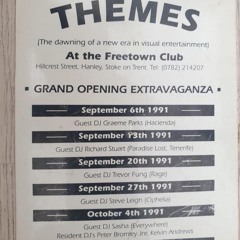 THEMES
(The dawning of a new era in visual entertainment)
At the Freetown Club
Hillcrest Street, Hanley, Stoke on Trent. Tel: (0782) 214207
• GRAND OPENING EXTRAVAGANZA •
September 6th 1991
Guest DJ Graeme Parks (Hacienda)
September 13th 1991
Guest DJ Richard Stuart (Paradise Lost, Tenerife)
September 20th 1991
Guest DJ Trevor Fung (Rage)
September 27th 1991
Guest DJ Steve Leigh (Ophelia)
October 4th 1991
Guest DJ Sasha (Everywhere)
Resident DJ's Peter Bromley Jnr, Kelvin Andrews